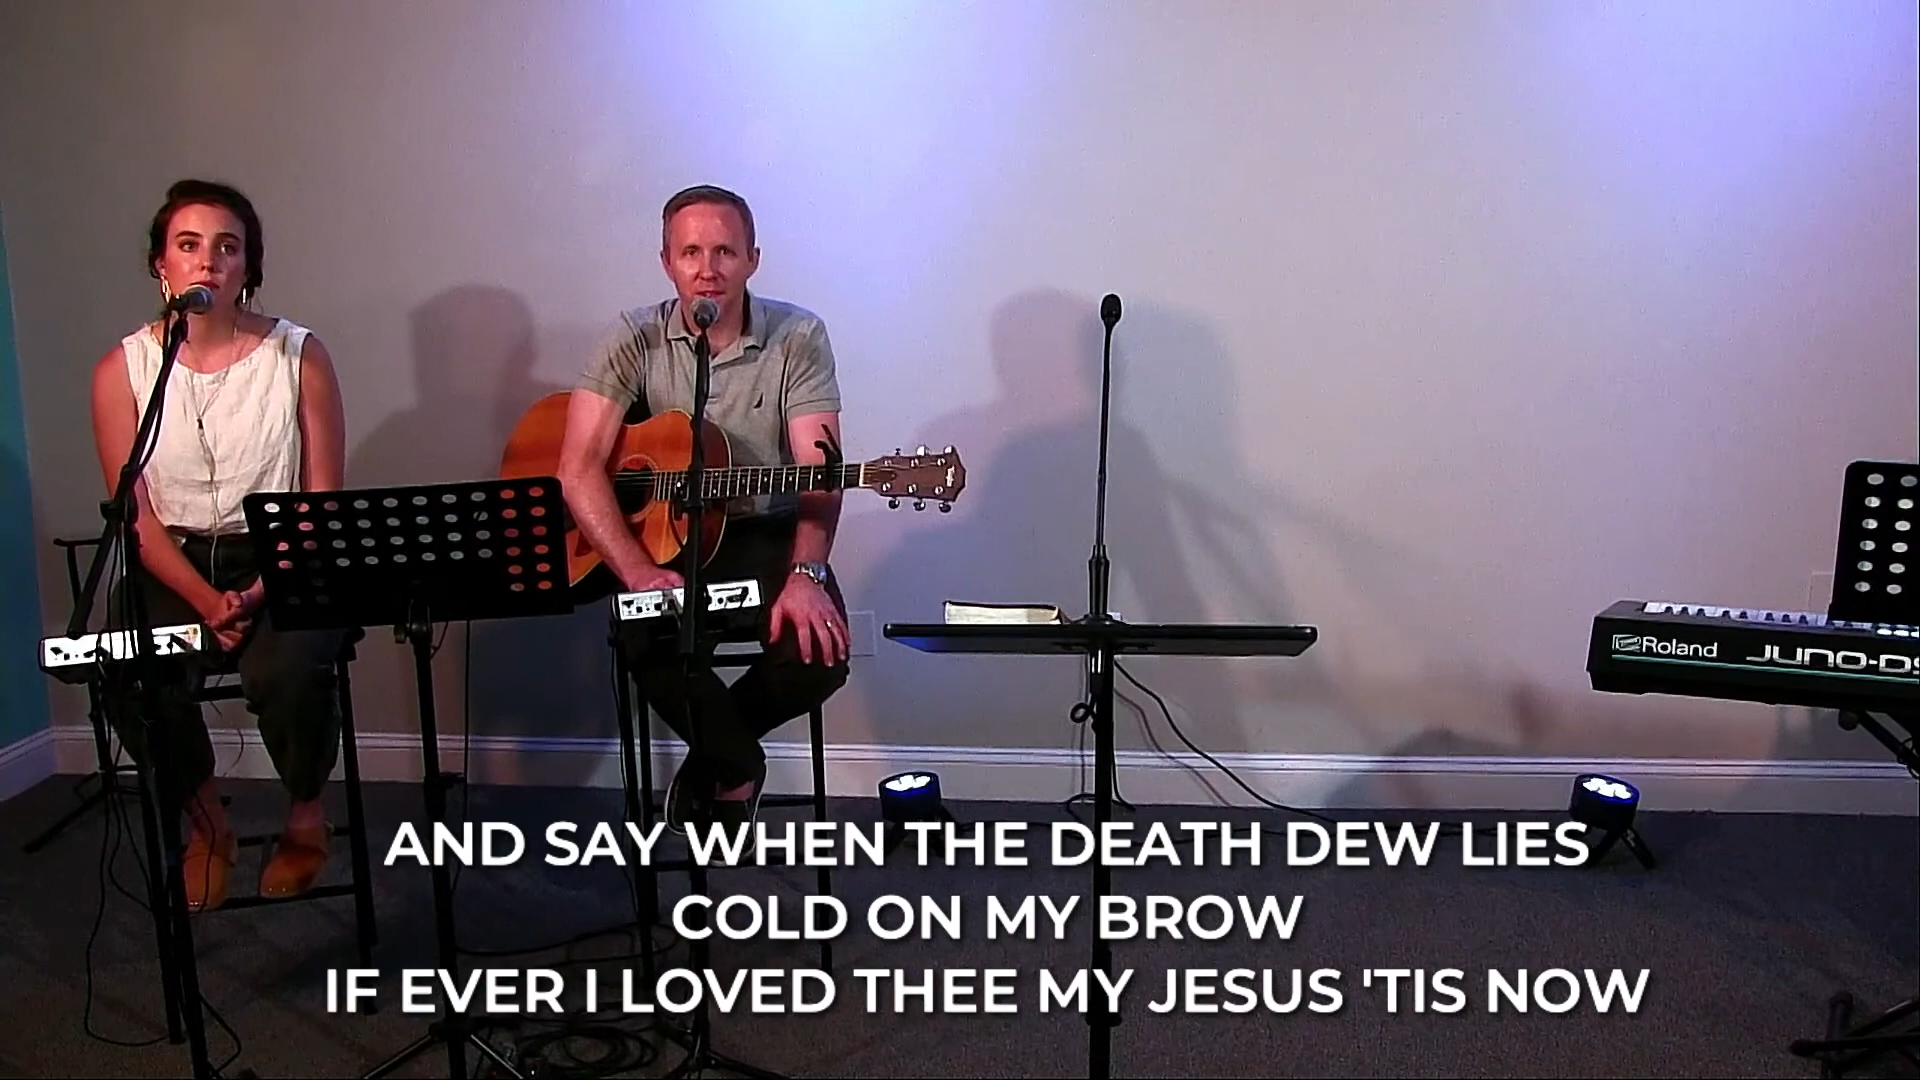 Roland
JUNO-DS
AND SAY WHEN THE DEATH DEW LIES
COLD ON MY BROW
IF EVER I LOVED THEE MY JESUS 'TIS NOW